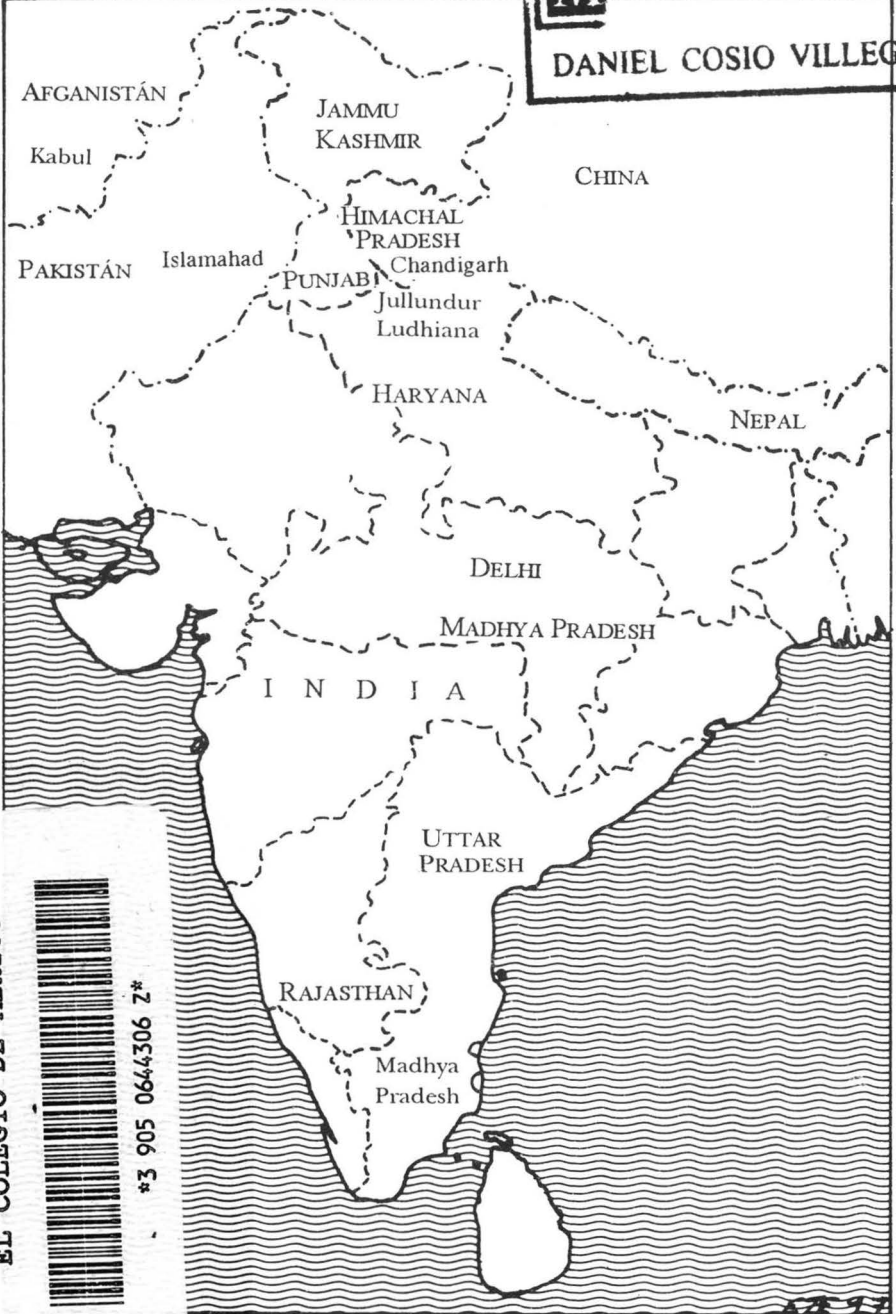 DANIEL COSIO VILLEG
AFGANISTÁN
Kabul
JAMMU
KASHMIR
CHINA
HIMACHAL
PRADESH
PAKISTÁN
Islamahad
PUNJAB
Chandigarh
Jullundur
Ludhiana
HARYANA
NEPAL
DELHI
MADHYA PRADESH
I N D I A
UTTAR
PRADESH
RAJASTHAN
Madhya
Pradesh
*3 905 0644306 Z*